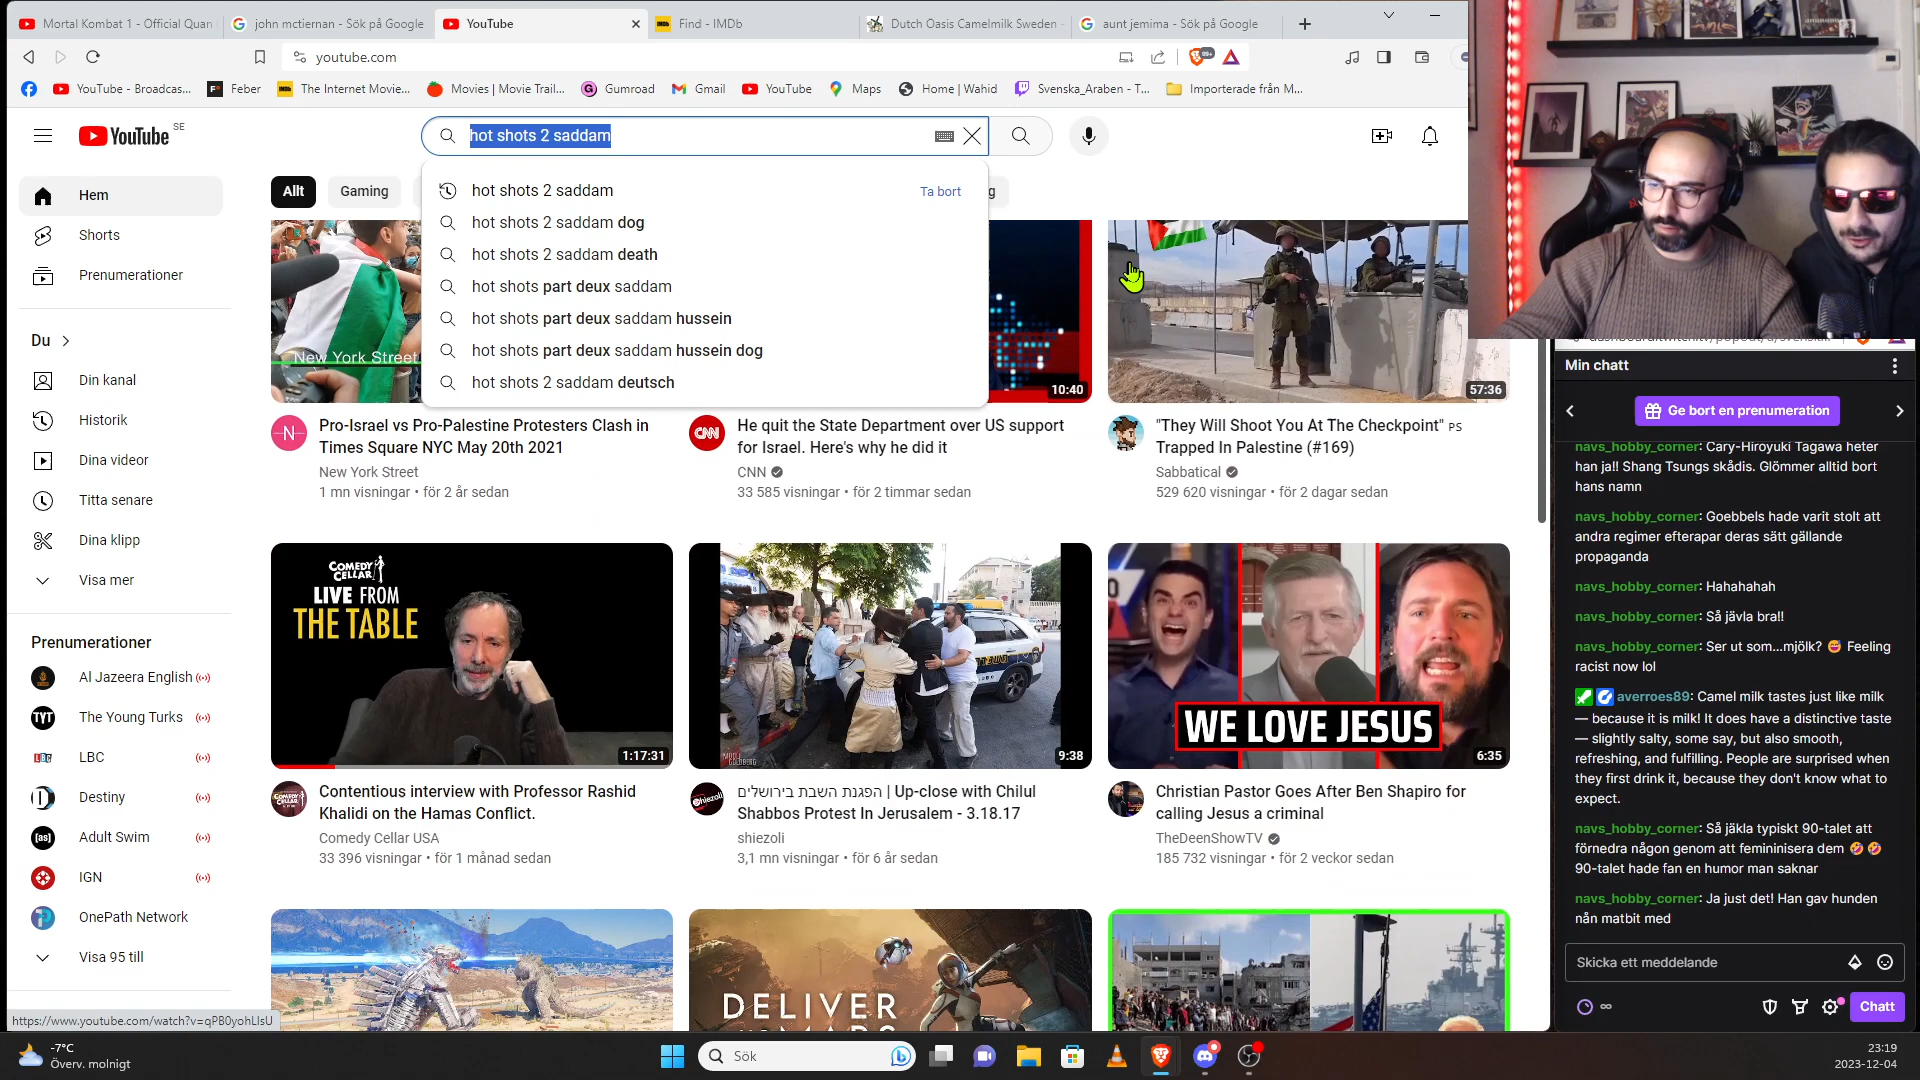 Mortal Kombat 1 - Official Quan
john mctiernan - Sök på Google
YouTube
Find - IMDb
Dutch Oasis Camelmilk Sweden -
aunt jemima - Sök på Google
youtube.com
99+
YouTube - Broadcas...
Feber
The Internet Movie...
Movies | Movie Trail...
Gumroad
Gmail
YouTube
Maps
Home | Wahid
Svenska_Araben - T...
Importerade från M...
YouTube SE
hot shots 2 saddam
hot shots 2 saddam
Ta bort
hot shots 2 saddam dog
hot shots 2 saddam death
hot shots part deux saddam
hot shots part deux saddam hussein
hot shots part deux saddam hussein dog
hot shots 2 saddam deutsch
Allt
Gaming
g
Hem
Shorts
Prenumerationer
Du
Din kanal
Historik
Dina videor
Titta senare
Dina klipp
Visa mer
Prenumerationer
Al Jazeera English
The Young Turks
LBC
Destiny
Adult Swim
IGN
OnePath Network
Visa 95 till
New York Street
10:40
57:36
Pro-Israel vs Pro-Palestine Protesters Clash in
Times Square NYC May 20th 2021
New York Street
1 mn visningar • för 2 år sedan
He quit the State Department over US support
for Israel. Here's why he did it
CNN
33 585 visningar • för 2 timmar sedan
"They Will Shoot You At The Checkpoint" PS
Trapped In Palestine (#169)
Sabbatical
529 620 visningar • för 2 dagar sedan
COMEDY
CELLAR
LIVE FROM
THE TABLE
1:17:31
9:38
WE LOVE JESUS
6:35
Contentious interview with Professor Rashid
Khalidi on the Hamas Conflict.
Comedy Cellar USA
33 396 visningar • för 1 månad sedan
הפגנת השבת בירושלים | Up-close with Chilul
Shabbos Protest In Jerusalem - 3.18.17
shiezoli
3,1 mn visningar • för 6 år sedan
Christian Pastor Goes After Ben Shapiro for
calling Jesus a criminal
TheDeenShowTV
185 732 visningar • för 2 veckor sedan
DELIVER
https://www.youtube.com/watch?v=qPB0yohLIsU
Min chatt
Ge bort en prenumeration
navs_hobby_corner: Cary-Hiroyuki Tagawa heter
han ja!! Shang Tsungs skådis. Glömmer alltid bort
hans namn
navs_hobby_corner: Goebbels hade varit stolt att
andra regimer efterapar deras sätt gällande
propaganda
navs_hobby_corner: Hahahahah
navs_hobby_corner: Så jävla bra!!
navs_hobby_corner: Ser ut som...mjölk? 😅 Feeling
racist now lol
averroes89: Camel milk tastes just like milk
— because it is milk! It does have a distinctive taste
— slightly salty, some say, but also smooth,
refreshing, and fulfilling. People are surprised when
they first drink it, because they don't know what to
expect.
navs_hobby_corner: Så jäkla typiskt 90-talet att
förnedra någon genom att femininisera dem 🤣🤣
90-talet hade fan en humor man saknar
navs_hobby_corner: Ja just det! Han gav hunden
nån matbit med
Skicka ett meddelande
Chatt
-7°C
Överv. molnigt
Sök
23:19
2023-12-04